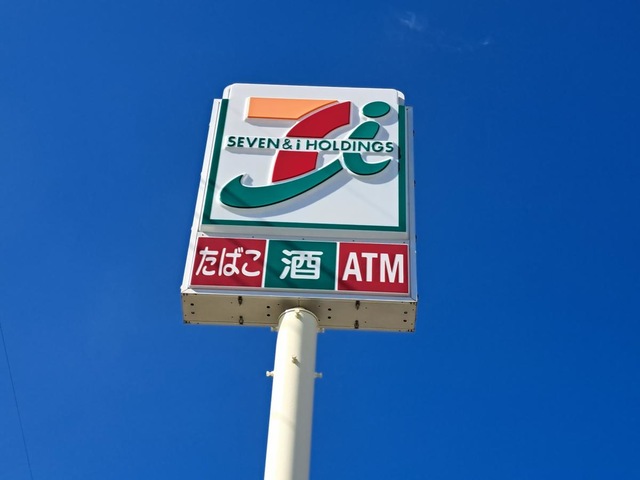 SEVEN & i HOLDINGS
たばこ 酒 ATM